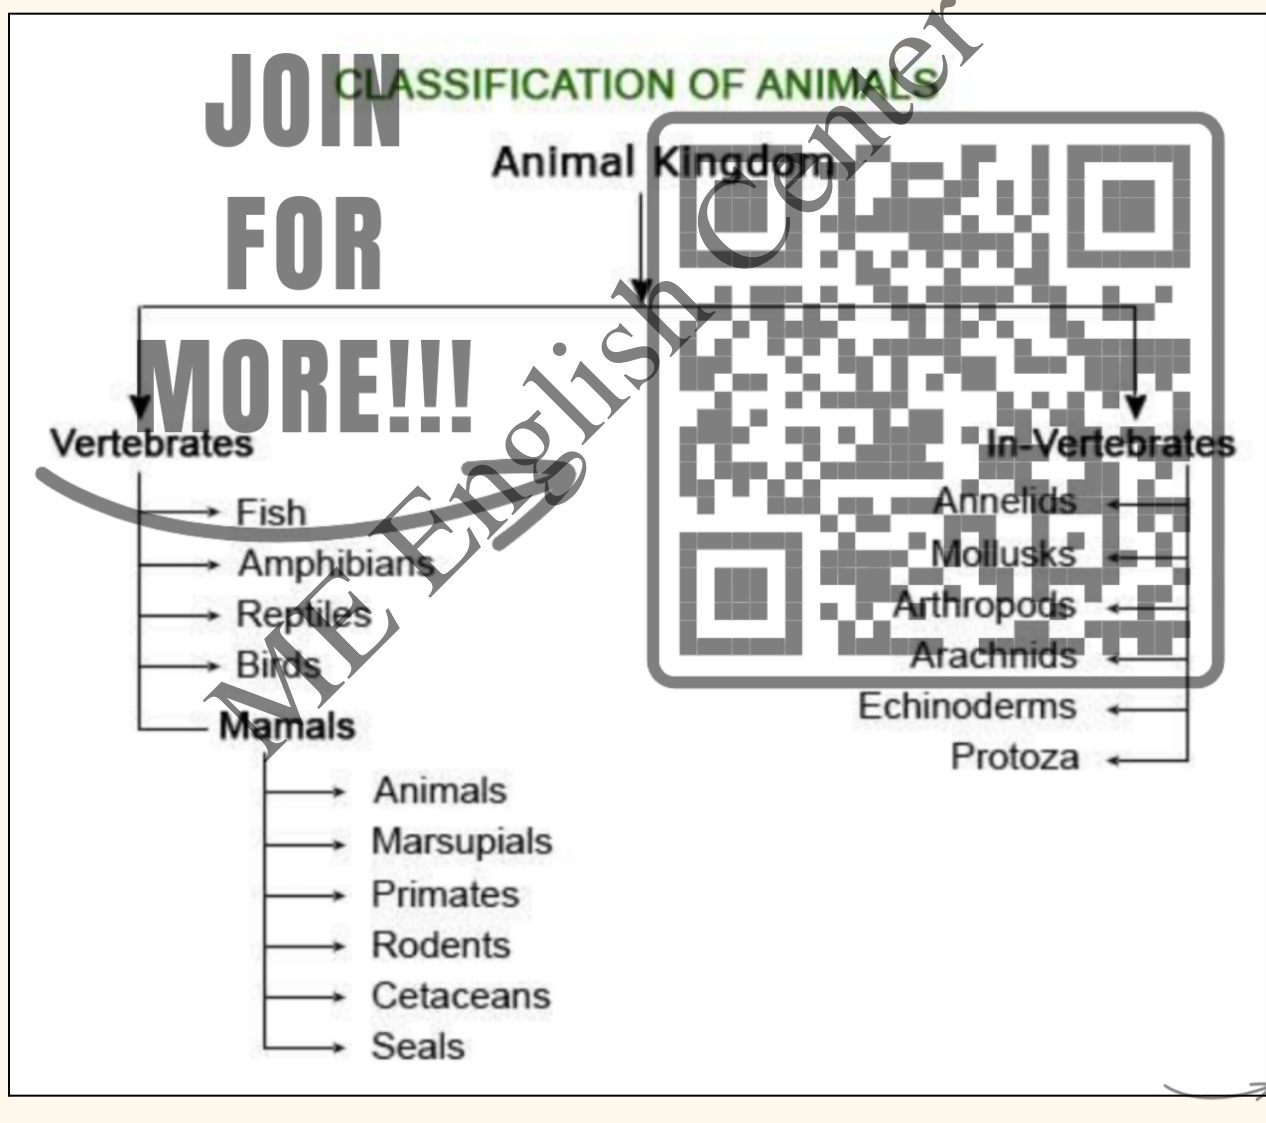 JOIN
FOR
MORE!!!
CLASSIFICATION OF ANIMALS
Animal Kingdom
ME English Center
Vertebrates
Fish
Amphibians
Reptiles
Birds
Mamals
Animals
Marsupials
Primates
Rodents
Cetaceans
Seals
In-Vertebrates
Annelids
Mollusks
Arthropods
Arachnids
Echinoderms
Protoza